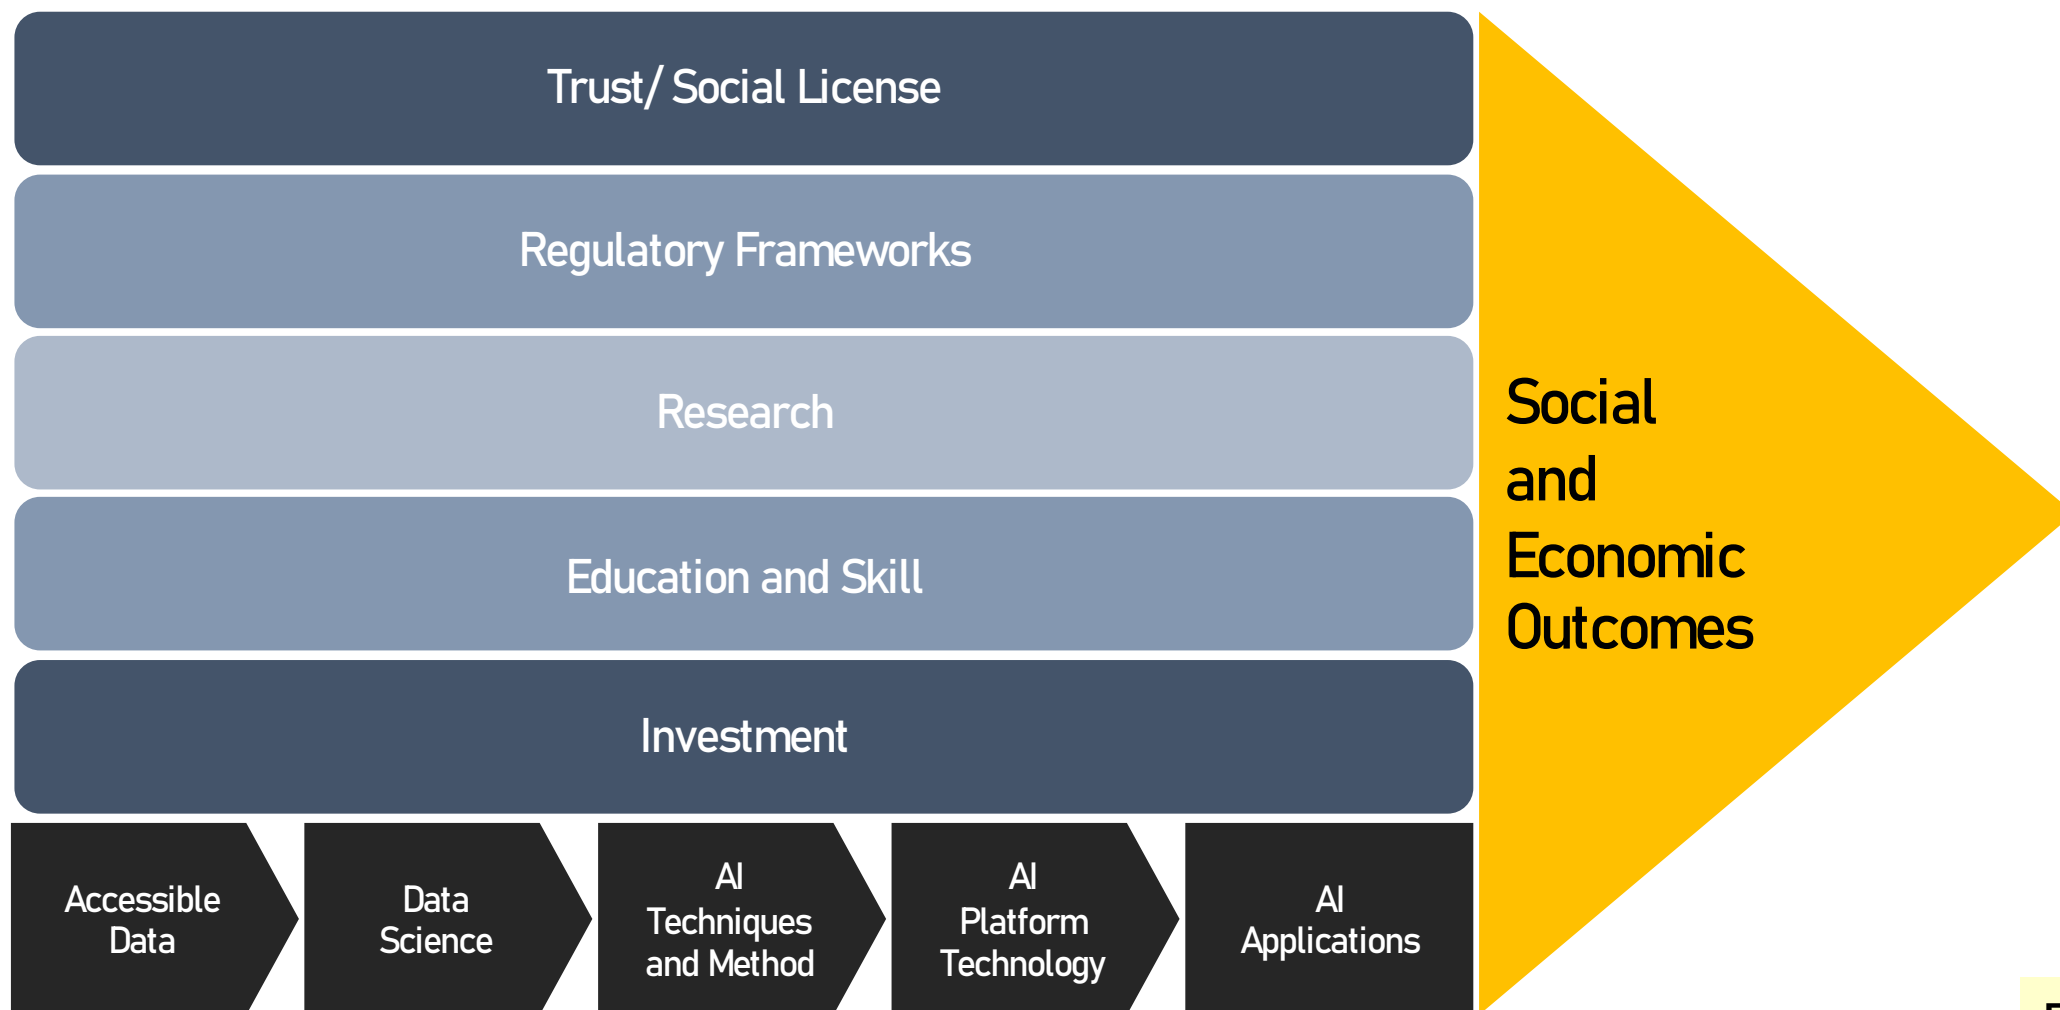 Trust/ Social License
Regulatory Frameworks
Research
Education and Skill
Investment
Social
and
Economic
Outcomes
Accessible
Data
Data
Science
AI
Techniques
and Method
AI
Platform
Technology
AI
Applications